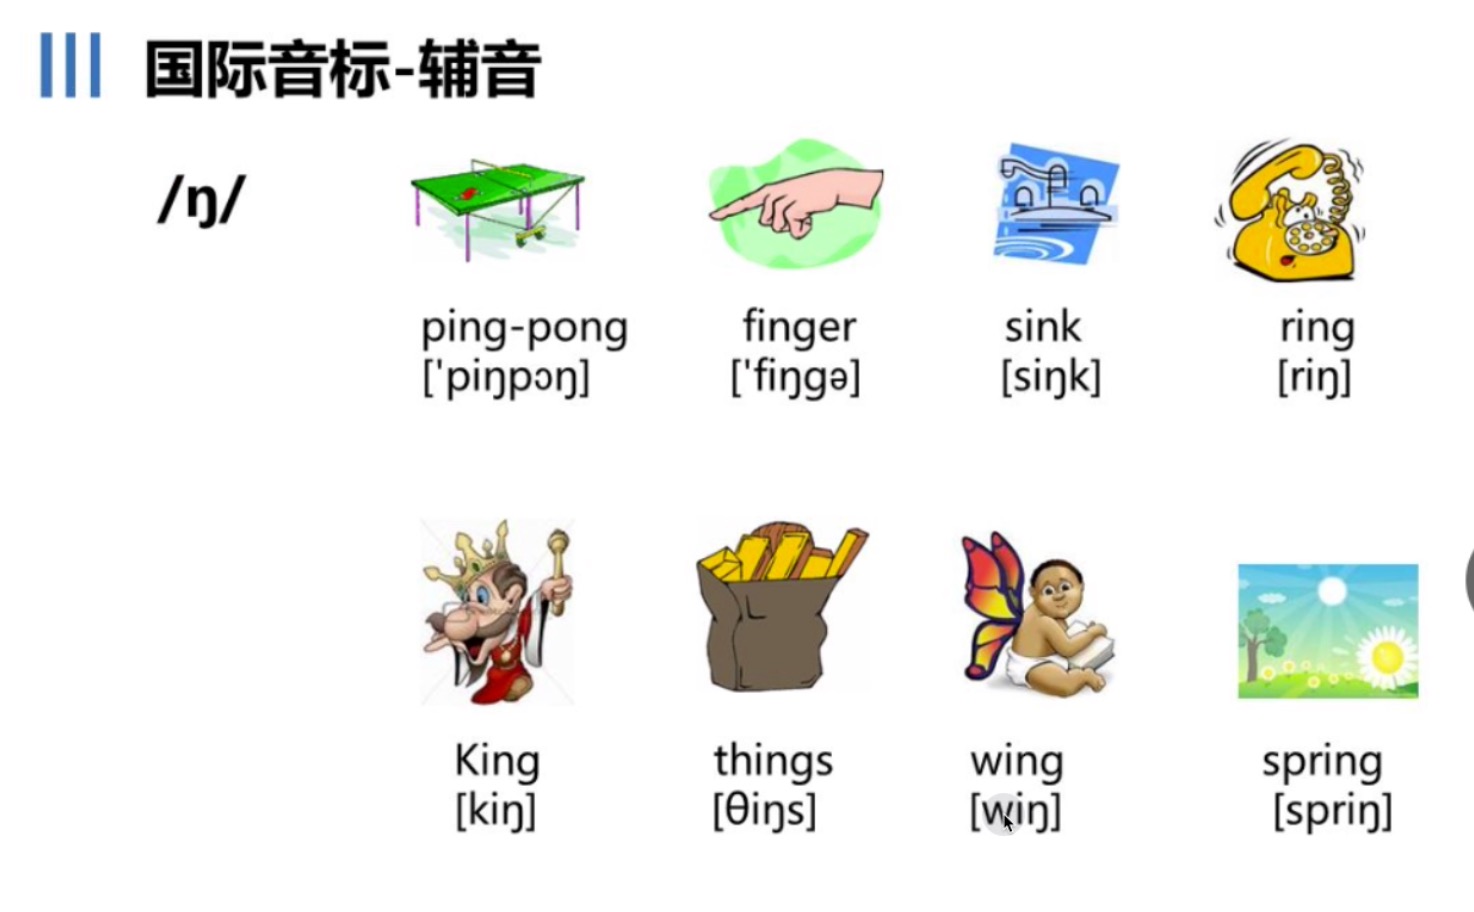 国际音标-辅音
/ŋ/
ping-pong
['piŋpɔŋ]
finger
['fiŋgə]
sink
[siŋk]
ring
[riŋ]
King
[kiŋ]
things
[θiŋs]
wing
[wiŋ]
spring
[spriŋ]